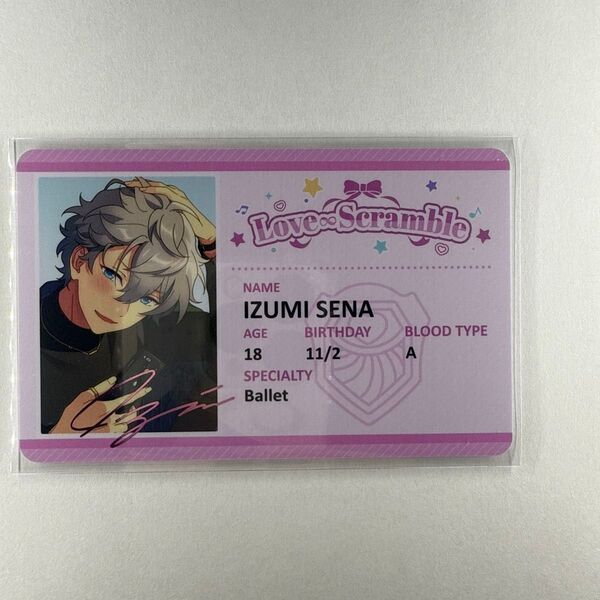 Love∞Scramble
NAME
IZUMI SENA
AGE BIRTHDAY BLOOD TYPE
18 11/2 A
SPECIALTY
Ballet